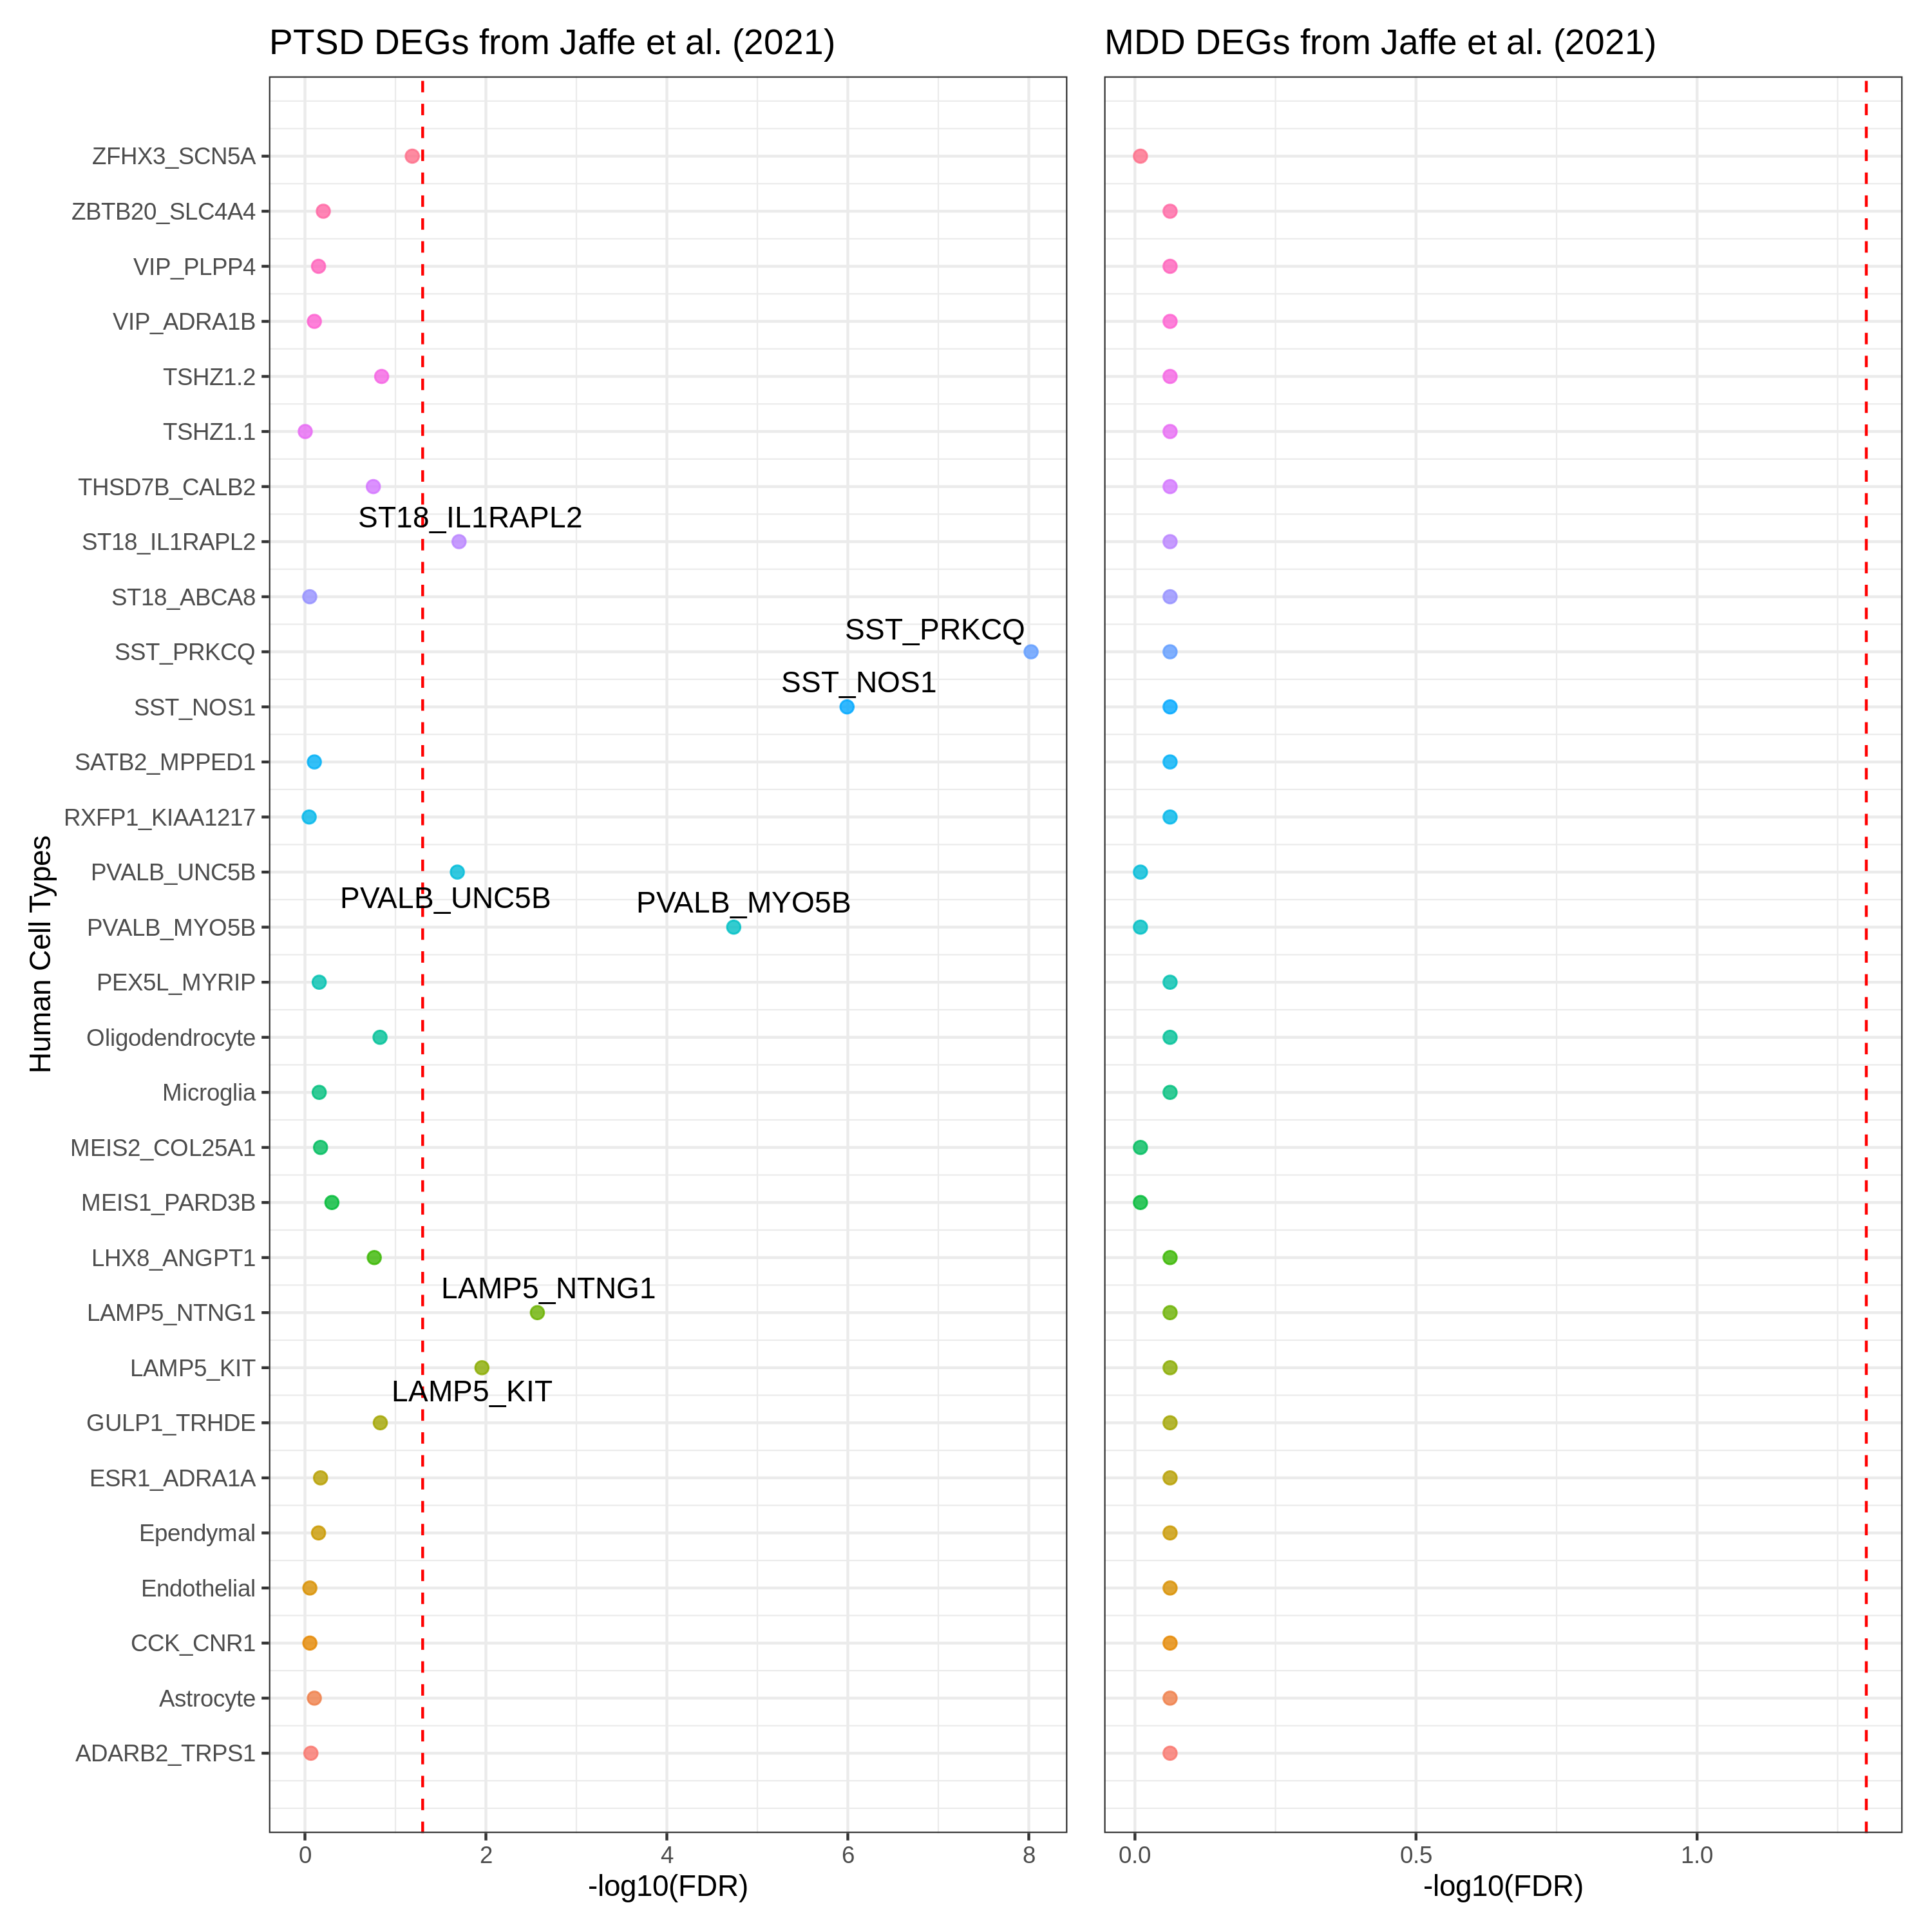 PTSD DEGs from Jaffe et al. (2021)
MDD DEGs from Jaffe et al. (2021)
Human Cell Types
ZFHX3_SCN5A
ZBTB20_SLC4A4
VIP_PLPP4
VIP_ADRA1B
TSHZ1.2
TSHZ1.1
THSD7B_CALB2
ST18_IL1RAPL2
ST18_IL1RAPL2
ST18_ABCA8
SST_PRKCQ
SST_PRKCQ
SST_NOS1
SST_NOS1
SATB2_MPPED1
RXFP1_KIAA1217
PVALB_UNC5B
PVALB_UNC5B
PVALB_MYO5B
PVALB_MYO5B
PEX5L_MYRIP
Oligodendrocyte
Microglia
MEIS2_COL25A1
MEIS1_PARD3B
LHX8_ANGPT1
LAMP5_NTNG1
LAMP5_NTNG1
LAMP5_KIT
LAMP5_KIT
GULP1_TRHDE
ESR1_ADRA1A
Ependymal
Endothelial
CCK_CNR1
Astrocyte
ADARB2_TRPS1
0 2 4 6 8
-log10(FDR)
0.0 0.5 1.0
-log10(FDR)